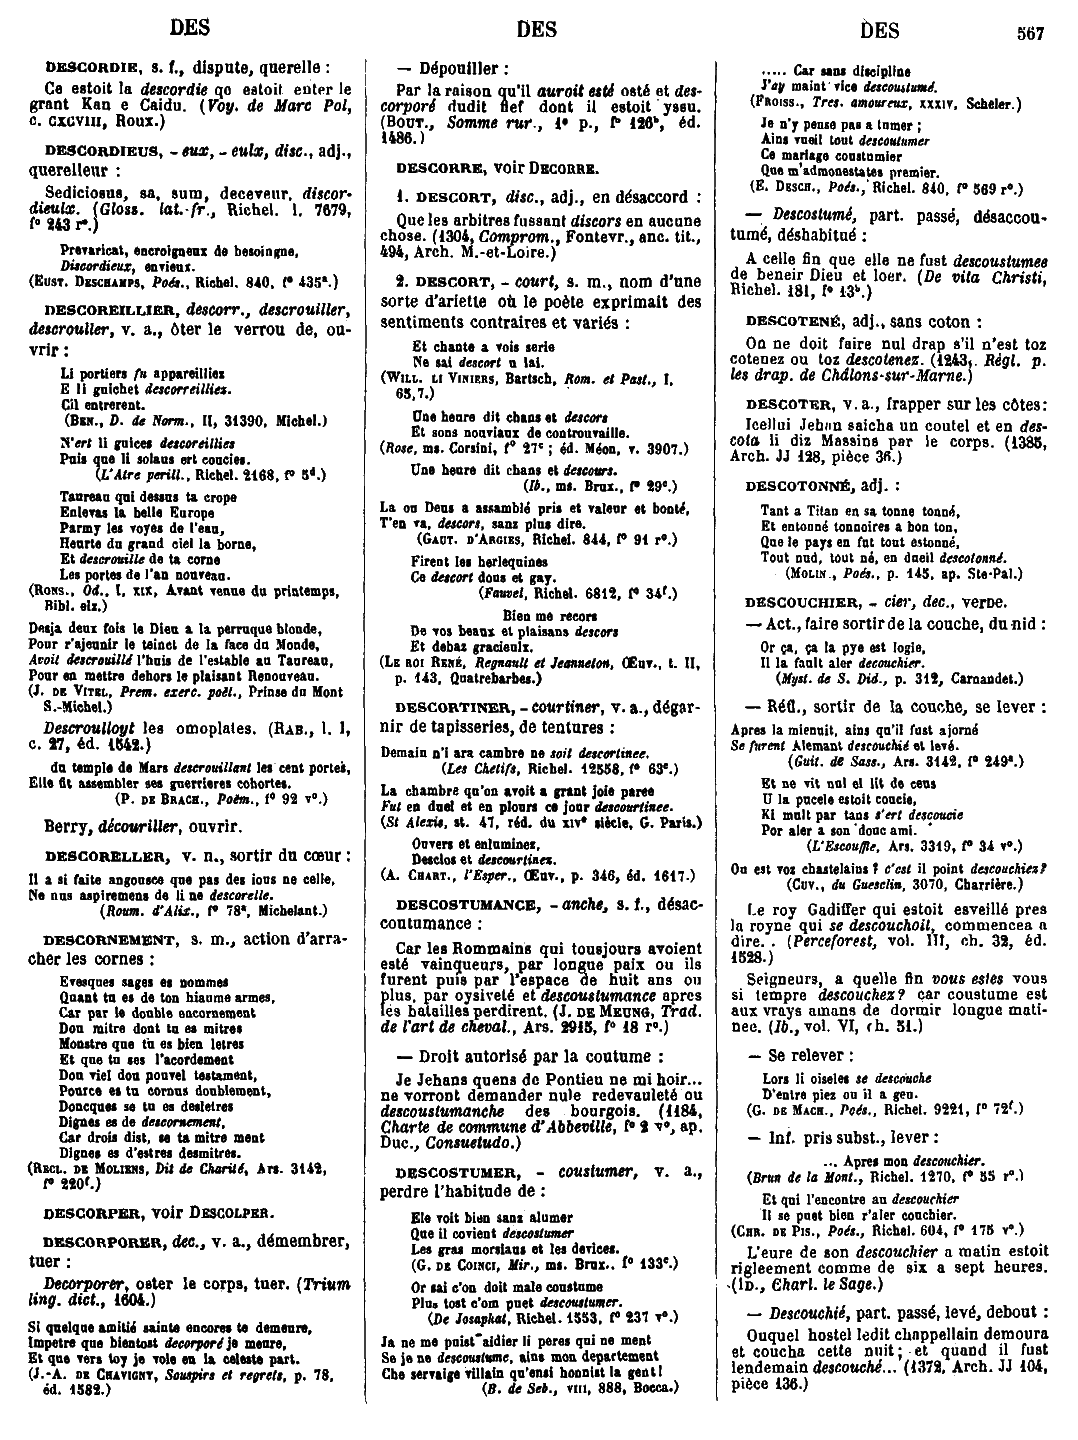 DES
DES
DES
567
DESCORDIE, s. f., dispute, querelle :
Ce estoit la descordie qo estoit entre le
grant Kan e Caidu. (Voy. de Marc Pol,
c. CXCVIII, Roux.)
DESCORDIEUS, - eux, - eulx, disc., adj.,
querelleur :
Sediciosus, sa, sum, deceveur, discor-
dieulx. (Gloss. lat.-fr., Richel. l. 7679,
f° 243 r°.)
Prevaricat, encroigneux de besoingne,
Discordieux, envieux.
(EUST. DESCHAMPS, Poés., Richel. 840, f° 435ª.)
DESCOREILLIER, descorr., descrouiller,
descrouller, v. a., ôter le verrou de, ou-
vrir :
Li portiers fu appareilliez
E li guichet descorreillies.
Cil entrerent.
(BEN., D. de Norm., II, 31390, Michel.)
N'ert li guices descoreillies
Puis que li solaus ert coucies.
(L'Atre perill., Richel. 2168, f° 5ᵈ.)
Taureau qui dessus ta crope
Enlevas la belle Europe
Parmy les voyes de l'eau,
Heurte du grand ciel la borne,
Et descrouille de ta corne
Les portes de l'an nouveau.
(RONS., Od., I, XIX, Avant venue du printemps,
Bibl. elz.)
Desja deux fois le Dieu a la perruque blonde,
Pour r'ajeunir le teinct de la face du Monde,
Avoit descrouillé l'huis de l'estable au Taureau,
Pour en mettre dehors le plaisant Renouveau.
(J. DE VITEL, Prem. exerc. poët., Prinse du Mont
S.-Michel.)
Descroulloyt les omoplates. (RAB., l. I,
c. 27, éd. 1542.)
du temple de Mars descrouillant les cent portes,
Elle fit assembler ses guerrieres cohortes.
(P. DE BRACH., Poèm., f° 92 v°.)
Berry, découriller, ouvrir.
DESCORELLER, v. n., sortir du cœur :
Il a si faite angousce que pas des ious ne celle,
Ne nus aspiremens de li ne descorelle.
(Roum. d'Alix., f° 78ª, Michelant.)
DESCORNEMENT, s. m., action d'arra-
cher les cornes :
Evesques sages es nommes
Quant tu es de ton hiaume armes,
Car par le double encornement
Dou mitre dont tu es mitres
Monstre que tu es bien letres
Et que tu ses l'acordement
Dou viel dou nouvel testament,
Pource es tu cornus doublement,
Doncques se tu es desletres
Dignes es de descornement,
Car drois dist, se ta mitre ment
Dignes es d'estres desmitres.
(RECL. DE MOLIENS, Dit de Charité, Ars. 3142,
f° 220ᶠ.)
DESCORPER, voir DESCOLPER.
DESCORPORER, dec., v. a., démembrer,
tuer :
Decorporer, oster le corps, tuer. (Trium
ling. dict., 1604.)
Si quelque amitié sainte encores te demeure,
Impetre que bientost decorporé je meure,
Et que vers toy je vole en la celeste part.
(J.-A. DE CHAVIGNY, Souspirs et regrets, p. 78,
éd. 1582.)
— Dépouiller :
Par la raison qu'il auroit esté osté et des-
corporé dudit fief dont il estoit yssu.
(BOUT., Somme rur., 1ᵉ p., f° 126ᵇ, éd.
1486.)
DESCORRE, voir DECORRE.
1. DESCORT, disc., adj., en désaccord :
Que les arbitres fussant discors en aucune
chose. (1304, Comprom., Fontevr., anc. tit.,
494, Arch. M.-et-Loire.)
2. DESCORT, - court, s. m., nom d'une
sorte d'ariette où le poète exprimait des
sentiments contraires et variés :
Et chante a vois serie
Ne sai descort n lai.
(WILL. LI VINIERS, Bartsch, Rom. et Past., I,
65,7.)
Une heure dit chans et descors
Et sons nouviaux de controuvaille.
(Rose, ms. Corsini, f° 27ᶜ ; éd. Méon, v. 3907.)
Une heure dit chans et descours.
(Ib., ms. Brux., f° 29ᶜ.)
La ou Deus a assamblé pris et valeur et bonté,
T'en va, descors, sanz plus dire.
(GAUT. D'ARGIES, Richel. 844, f° 91 r°.)
Firent les herlequines
Ce descort dous et gay.
(Fauvel, Richel. 6812, f° 34ᶠ.)
Bien me recors
De vos beaux et plaisans descors
Et debaz gracieulx.
(LE ROI RENÉ, Regnault et Jeanneton, Œuv., t. II,
p. 143, Quatrebarbes.)
DESCORTINER, - courtiner, v. a., dégar-
nir de tapisseries, de tentures :
Demain n'i ara cambre ne soit descortinee.
(Les Chetifs, Richel. 12558, f° 63ᶜ.)
La chambre qu'on avoit a grant joie paree
Fut en duel et en plours ce jour descourtinee.
(St Alexis, st. 47, réd. du XIVᵉ siècle, G. Paris.)
Ouvers et enlumines,
Desclos et descourtinez.
(A. CHART., l'Esper., Œuv., p. 346, éd. 1617.)
DESCOSTUMANCE, - anche, s. f., désac-
coutumance :
Car les Rommains qui tousjours avoient
esté vainqueurs, par longue paix ou ils
furent puis par l'espace de huit ans ou
plus, par oysiveté et descoustumance apres
les batailles perdirent. (J. DE MEUNG, Trad.
de l'art de cheval., Ars. 2915, f° 18 r°.)
— Droit autorisé par la coutume :
Je Jehans quens de Pontieu ne mi hoir...
ne vorront demander nule redevauleté ou
descoustumanche des bourgois. (1184,
Charte de commune d'Abbeville, f° 2 v°, ap.
Duc., Consuetudo.)
DESCOSTUMER, - coustumer, v. a.,
perdre l'habitude de :
Ele voit bien sanz alumer
Que il covient descostumer
Les gras morsiaus et les devices.
(G. DE COINCI, Mir., ms. Brux.. f° 133ᶜ.)
Or sai c'on doit male coustume
Plus tost c'om puet descoustumer.
(De Josaphat, Richel. 1553, f° 237 v°.)
Ja ne me puist aidier li peres qui ne ment
Se je ne descoustume, ains mon departement
Che servaige villain qu'ensi honnist la gent!
(B. de Seb., VIII, 888, Bocca.)
..... Car sans discipline
J'ay maint vice descoustumé.
(FROISS., Tres. amoureux, XXXIV, Scheler.)
Je n'y pense pas a tumer ;
Ains vueil tout descoutumer
Ce mariage coustumier
Que m'admonestates premier.
(E. DESCH., Poés., Richel. 840, f° 569 r°.)
— Descostumé, part. passé, désaccou-
tumé, déshabitué :
A celle fin que elle ne fust descoustumee
de beneir Dieu et loer. (De vita Christi,
Richel. 181, f° 13ᵇ.)
DESCOTENÉ, adj., sans coton :
On ne doit faire nul drap s'il n'est toz
cotenez ou toz descotenez. (1243, Régl. p.
les drap. de Châlons-sur-Marne.)
DESCOTER, v. a., frapper sur les côtes:
Icellui Jehan saicha un coutel et en des-
cota li diz Massins par le corps. (1385,
Arch. JJ 128, pièce 36.)
DESCOTONNÉ, adj. :
Tant a Titan en sa tonne tonné,
Et entonné tonnoires a bon ton,
Que le pays en fut tout estonné,
Tout nud, tout né, en dueil descotonné.
(MOLIN., Poés., p. 145, ap. Ste-Pal.)
DESCOUCHIER, - cier, dec., verbe.
— Act., faire sortir de la couche, du nid :
Or ça, ça la pye est logie,
Il la fault aler decouchier.
(Myst. de S. Did., p. 312, Carnandet.)
— Réfl., sortir de la couche, se lever :
Apres la mienuit, ains qu'il fust ajorné
Se furent Alemant descouchié et levé.
(Guit. de Sass., Ars. 3142, f° 249ª.)
Et ne vit nul el lit de ceus
U la pucele estoit coucie,
Ki mult par tans s'ert descoucie
Por aler a son douc ami.
(L'Escouffle, Ars. 3319, f° 34 v°.)
Ou est voz chastelains ? c'est il point descouchiez?
(CUV., du Guesclin, 3070, Charrière.)
Le roy Gadiffer qui estoit esveillé pres
la royne qui se descouchoit, commencea a
dire. . (Perceforest, vol. III, ch. 32, éd.
1528.)
Seigneurs, a quelle fin vous estes vous
si tempre descouchez? car coustume est
aux vrays amans de dormir longue mati-
nee. (Ib., vol. VI, ch. 51.)
— Se relever :
Lors li oiseles se descouche
D'entre piez ou il a geu.
(G. DE MACH., Poés., Richel. 9221, f° 72ᶠ.)
— Inf. pris subst., lever :
... Apres mon descouchier.
(Brun de la Mont., Richel. 1270, f° 55 r°.)
Et qui l'encontre au descouchier
Il se puet bien r'aler couchier.
(CHR. DE PIS., Poés., Richel. 604, f° 175 v°.)
L'eure de son descouchier a matin estoit
rigleement comme de six a sept heures.
(ID., Charl. le Sage.)
— Descouchié, part. passé, levé, debout :
Ouquel hostel ledit chappellain demoura
et coucha cette nuit ; et quand il fust
lendemain descouché... (1372, Arch. JJ 104,
pièce 136.)